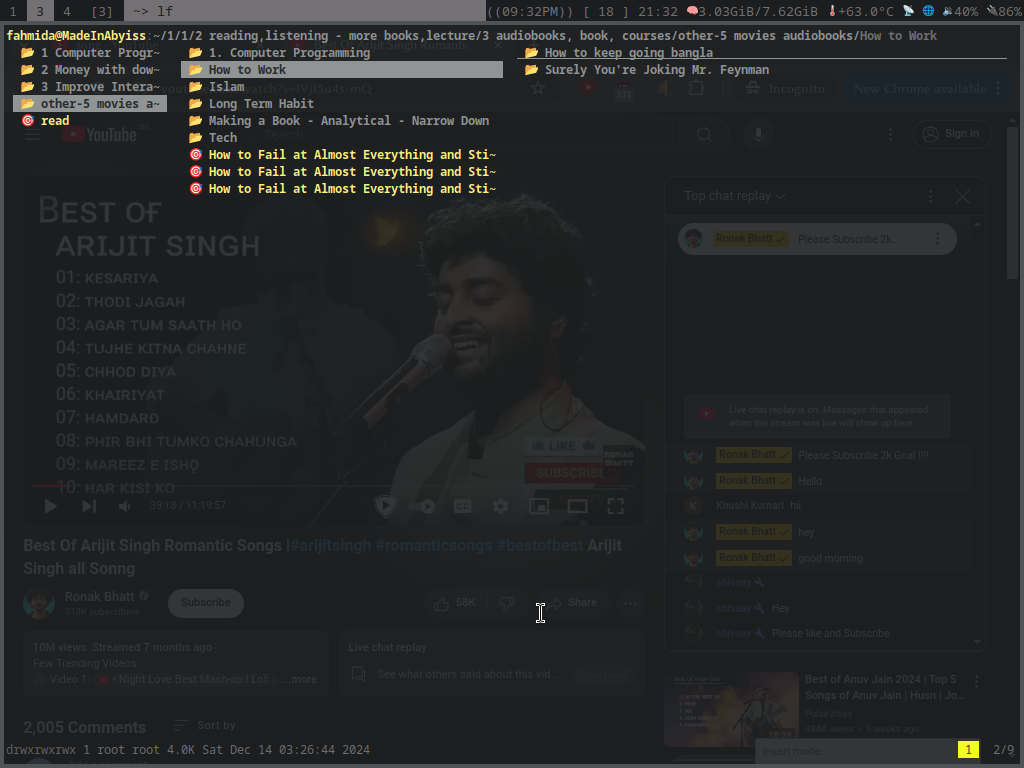 1 3 4 [3] ~> lf ((09:32PM)) [ 18 ] 21:32 3.03GiB/7.62GiB +63.0°C 40% 86%
fahmida@MadeInAbyiss:~/1/1/2 reading,listening - more books,lecture/3 audiobooks, book, courses/other-5 movies audiobooks/How to Work
1 Computer Progr~
2 Money with dow~
3 Improve Intera~
other-5 movies a~
read
1. Computer Programming
How to Work
Islam
Long Term Habit
Making a Book - Analytical - Narrow Down
Tech
How to Fail at Almost Everything and Sti~
How to Fail at Almost Everything and Sti~
How to Fail at Almost Everything and Sti~
How to keep going bangla
Surely You're Joking Mr. Feynman
Incognito
New Chrome available
YouTube
Search
Sign in
BEST OF
ARIJIT SINGH
01: KESARIYA
02: THODI JAGAH
03: AGAR TUM SAATH HO
04: TUJHE KITNA CHAHNE
05: CHHOD DIYA
06: KHAIRIYAT
07: HAMDARD
08: PHIR BHI TUMKO CHAHUNGA
09: MAREEZ E ISHQ
10: HAR KISI KO
LIKE
SUBSCRIBE
RONAK
BHATT
39:18 / 11:19:57
Best Of Arijit Singh Romantic Songs |#arijitsingh #romanticsongs #bestofbest Arijit
Singh all Sonng
Ronak Bhatt
313K subscribers
Subscribe
58K
Share
10M views Streamed 7 months ago
Few Trending Videos
Video 1: • Night Love Best Mash-up | Lofi ...more
Live chat replay
See what others said about this vid...
2,005 Comments
Sort by
Top chat replay
Ronak Bhatt Please Subscribe 2k...
Live chat replay is on. Messages that appeared
when the stream was live will show up here.
Ronak Bhatt Please Subscribe 2k Goal !!!!
Ronak Bhatt Hello
K Khushi Kumari hii
Ronak Bhatt hey
Ronak Bhatt good morning
shivaay .
shivaay Hey
shivaay Please like and Subscribe
Best of Anuv Jain 2024 | Top 5
Songs of Anuv Jain | Husn | Jo...
PulseVibes
884K views • 3 weeks ago
19:28
Insert mode
drwxrwxrwx 1 root root 4.0K Sat Dec 14 03:26:44 2024
1 2/9